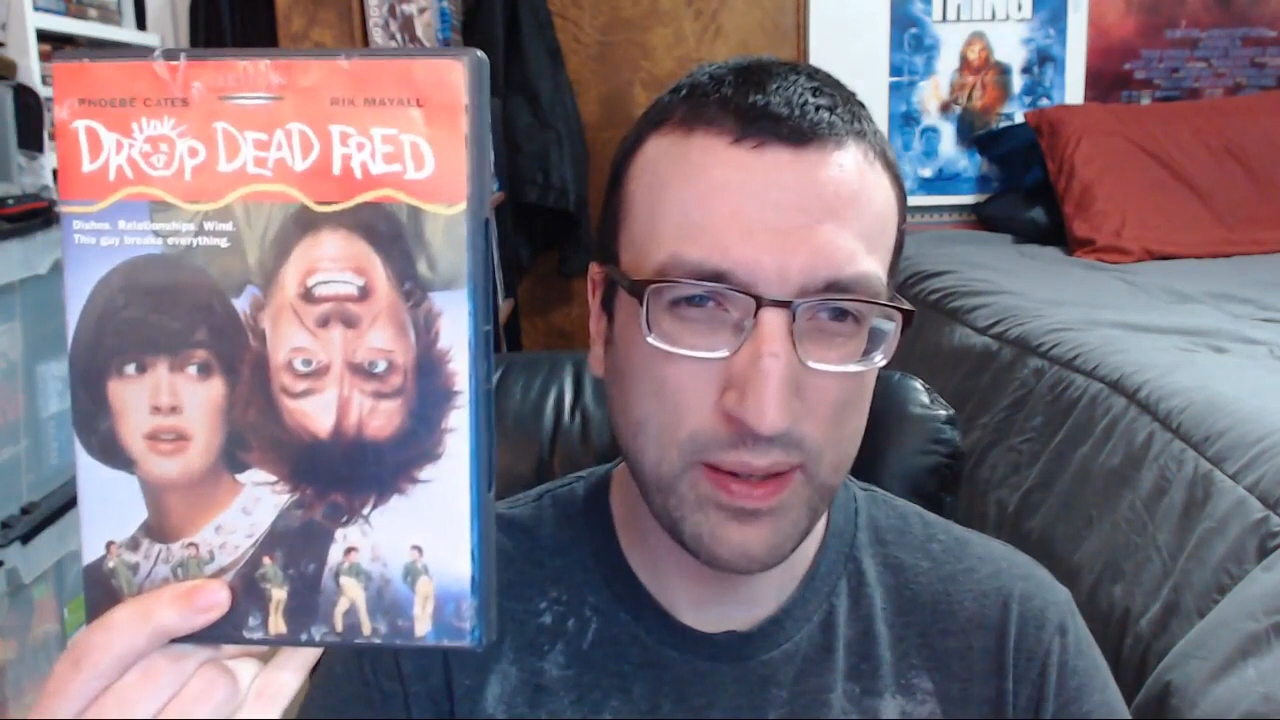 PHOEBE CATES
RIK MAYALL
DROP DEAD FRED
Dishes. Relationships. Wind.
This guy breaks everything.
THING